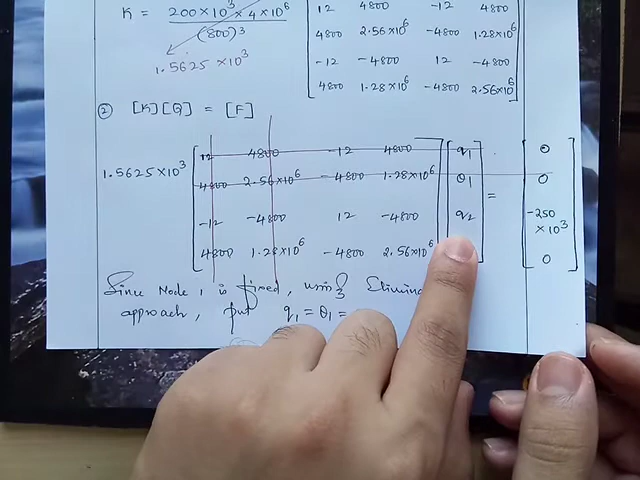 K = 200 × 10³ × 4 × 10⁶ / (800)³
1.5625 × 10³
12 4800 -12 4800
4800 2.56×10⁶ -4800 1.28×10⁶
-12 -4800 12 -4800
4800 1.28×10⁶ -4800 2.56×10⁶
② [K][Q] = [F]
12 4800 -12 4800 q₁ 0
1.5625×10³ 4800 2.56×10⁶ -4800 1.28×10⁶ θ₁ = 0
-12 -4800 12 -4800 q₂ -250 ×10³
4800 1.28×10⁶ -4800 2.56×10⁶ 0
Since Node 1 is fixed, using
approach, put q₁ = θ₁ =